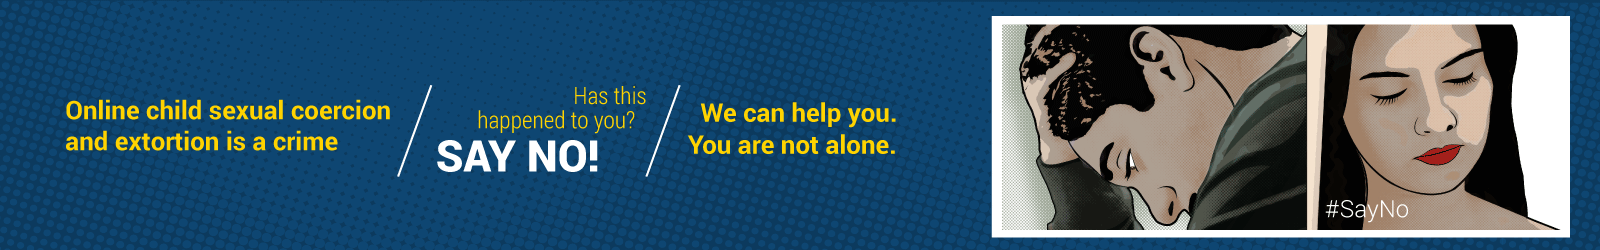 Online child sexual coercion
and extortion is a crime
Has this
happened to you?
SAY NO!
We can help you.
You are not alone.
#SayNo